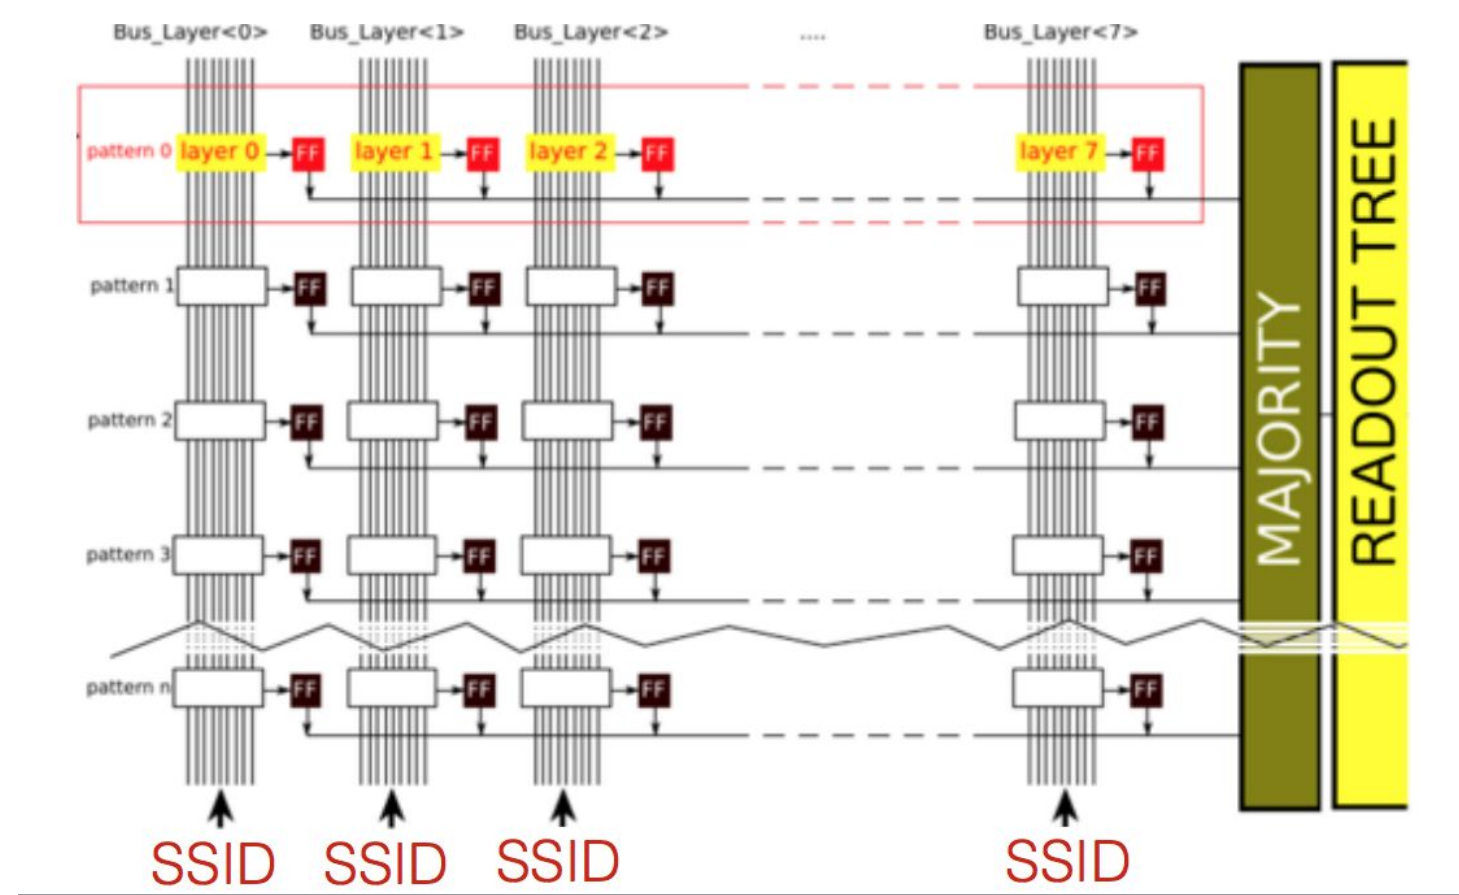 Bus_Layer<0> Bus_Layer<1> Bus_Layer<2> .... Bus_Layer<7>
pattern 0 layer 0 FF layer 1 FF layer 2 FF layer 7 FF
pattern 1 FF FF FF FF
pattern 2 FF FF FF FF
pattern 3 FF FF FF FF
pattern n FF FF FF FF
MAJORITY
READOUT TREE
SSID SSID SSID SSID